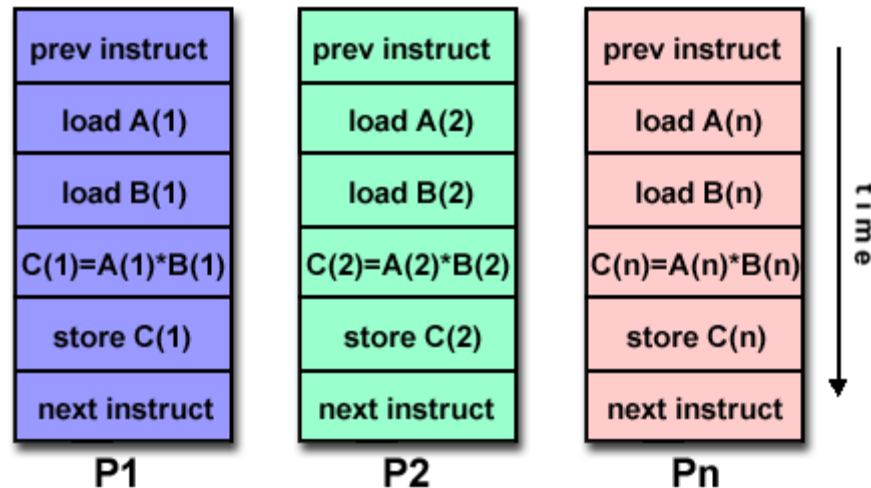 prev instruct
load A(1)
load B(1)
C(1)=A(1)*B(1)
store C(1)
next instruct
P1
prev instruct
load A(2)
load B(2)
C(2)=A(2)*B(2)
store C(2)
next instruct
P2
prev instruct
load A(n)
load B(n)
C(n)=A(n)*B(n)
store C(n)
next instruct
Pn
time